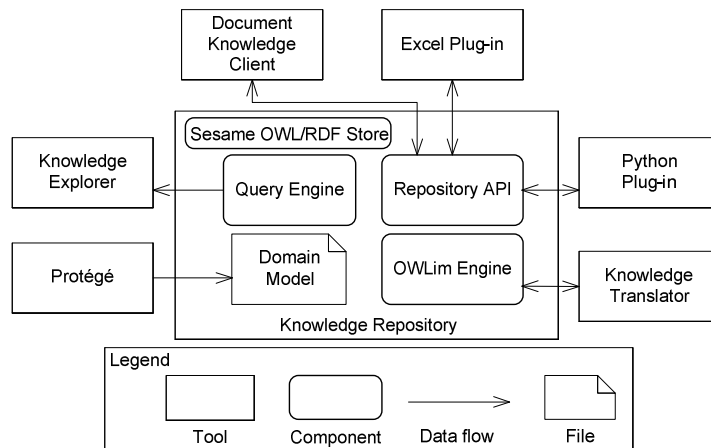 Document
Knowledge
Client
Excel Plug-in
Sesame OWL/RDF Store
Knowledge
Explorer
Query Engine
Repository API
Python
Plug-in
Protégé
Domain
Model
OWLim Engine
Knowledge
Translator
Knowledge Repository
Legend
Tool
Component
Data flow
File